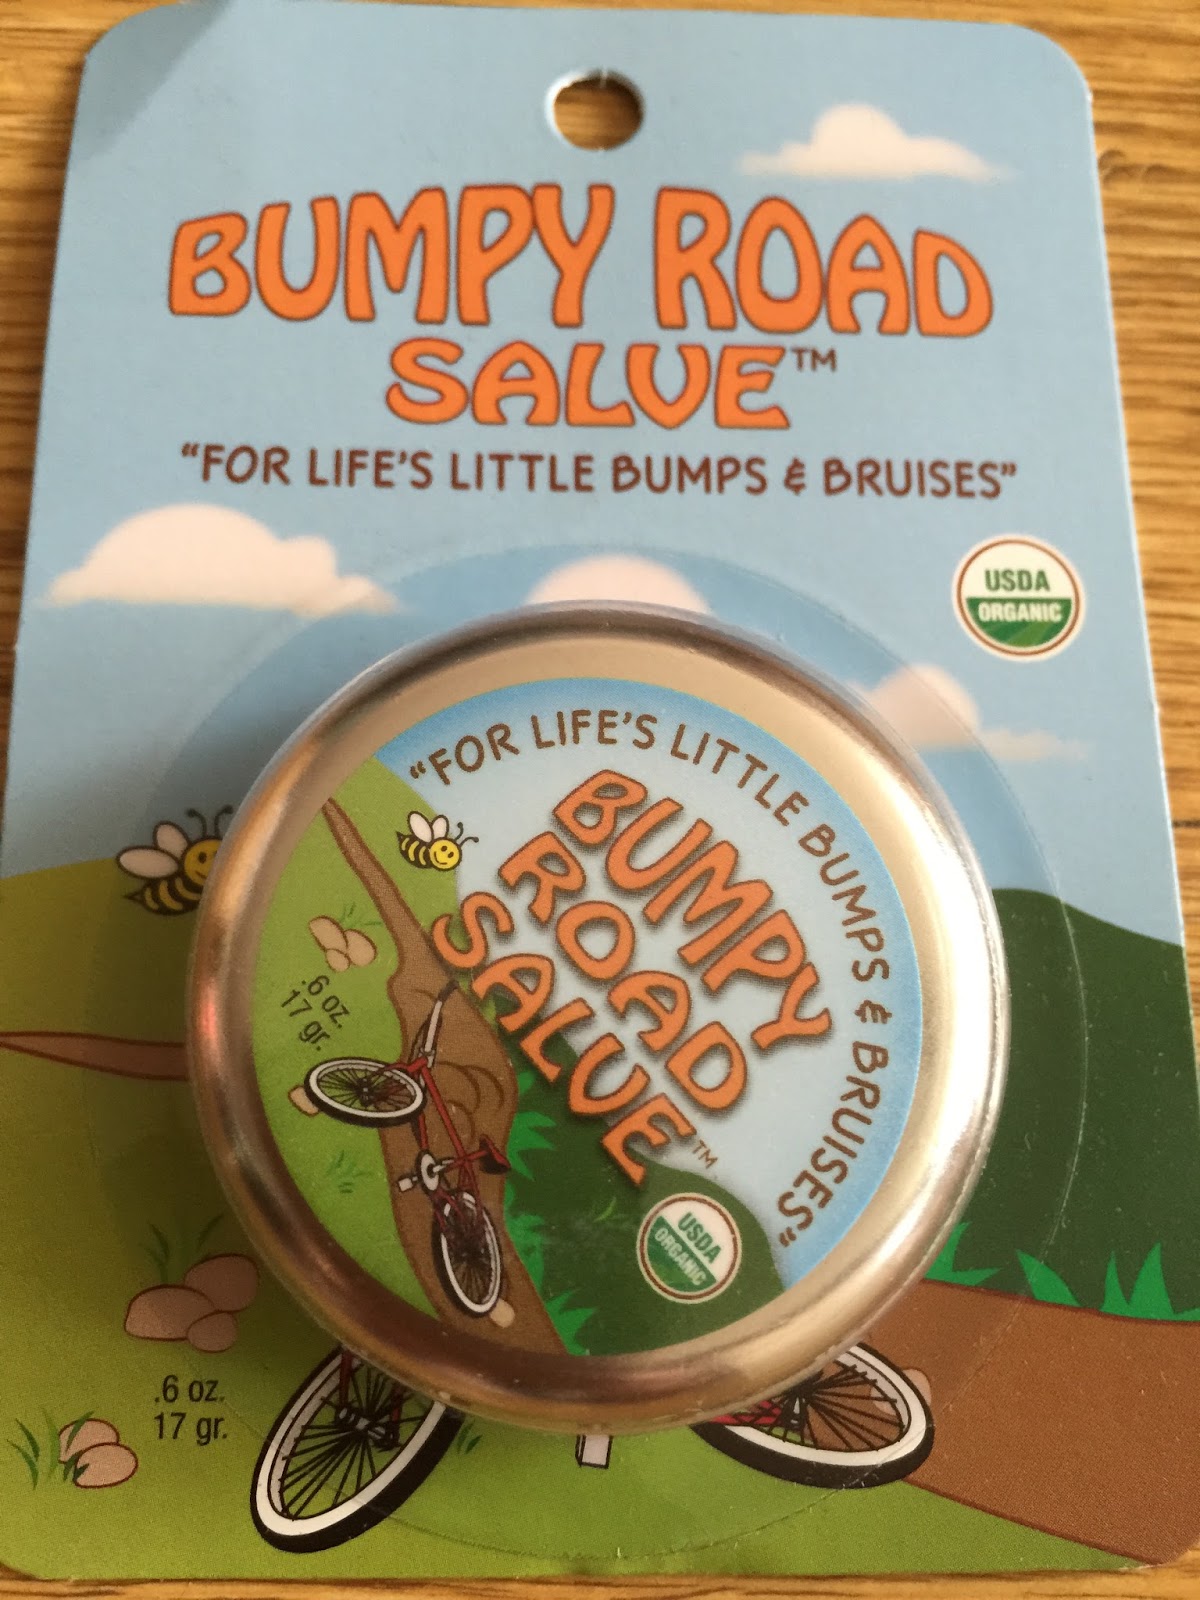 BUMPY ROAD
SALVE™
"FOR LIFE'S LITTLE BUMPS & BRUISES"
USDA
ORGANIC
"FOR LIFE'S LITTLE BUMPS & BRUISES"
BUMPY
ROAD
SALVE™
.6 oz.
17 gr.
USDA
ORGANIC
.6 oz.
17 gr.